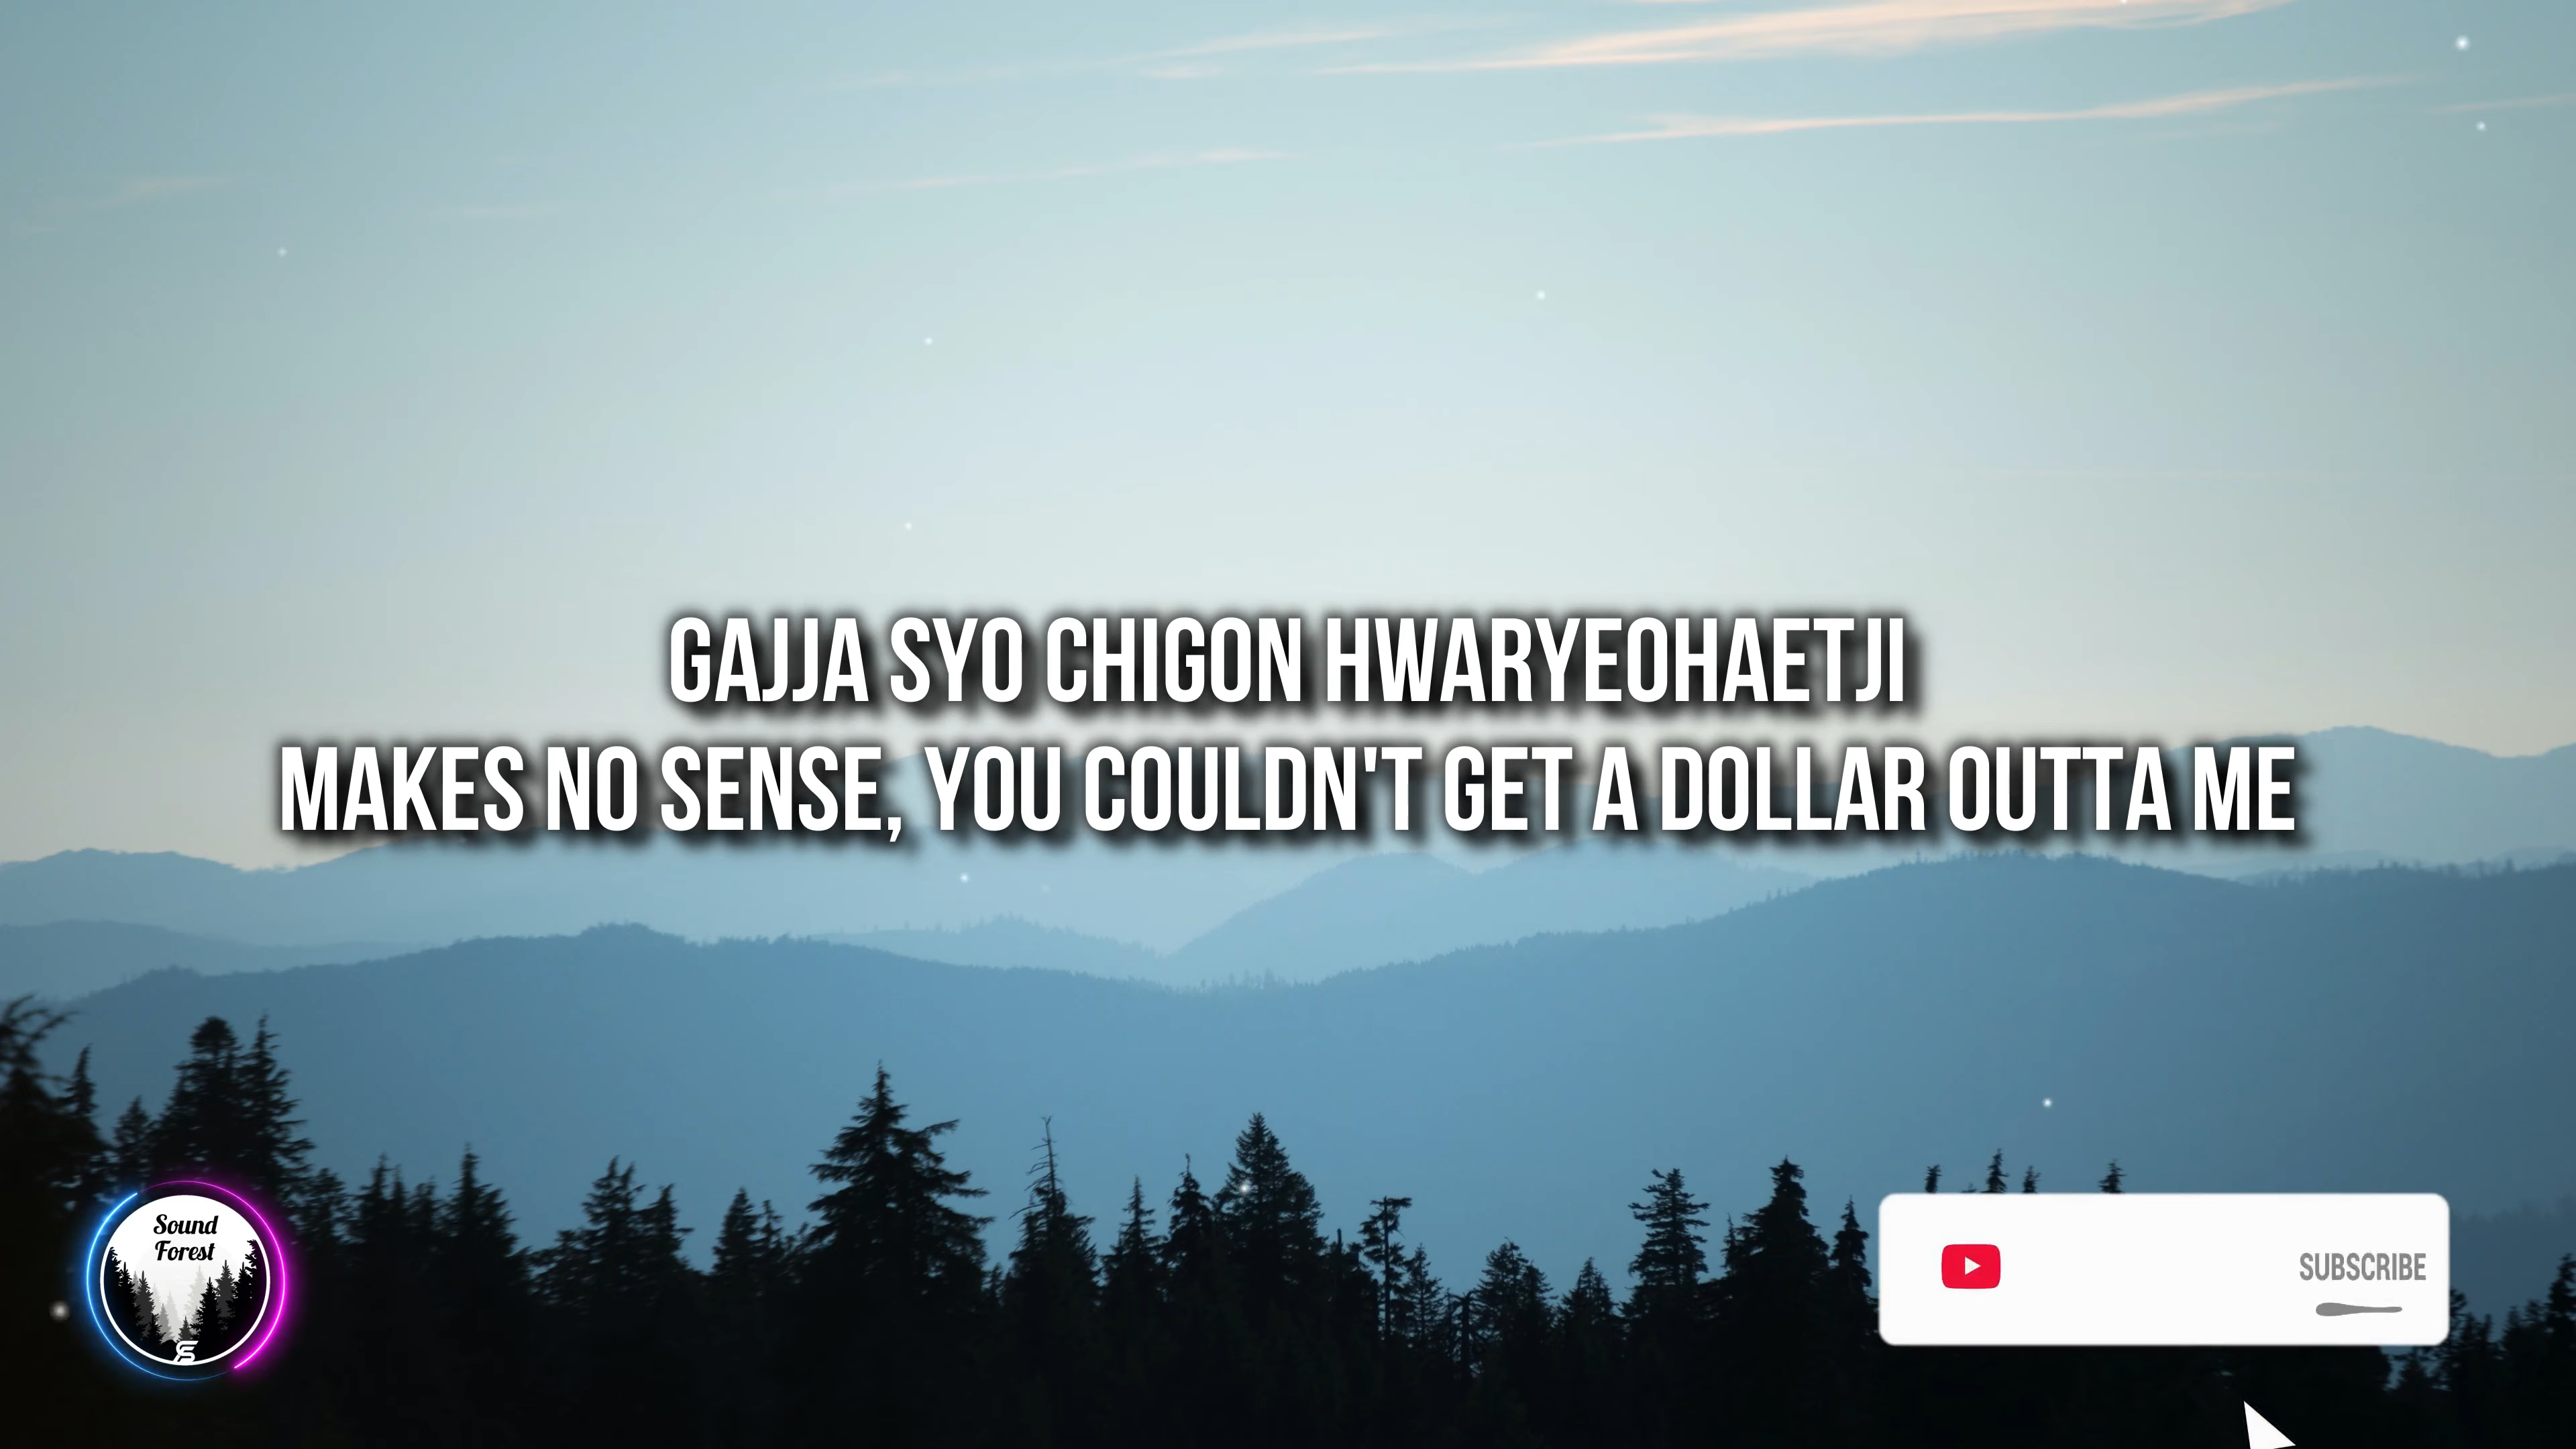 GAJJA SYO CHIGON HWARYEOHAETJI
MAKES NO SENSE, YOU COULDN'T GET A DOLLAR OUTTA ME
Sound
Forest
SUBSCRIBE